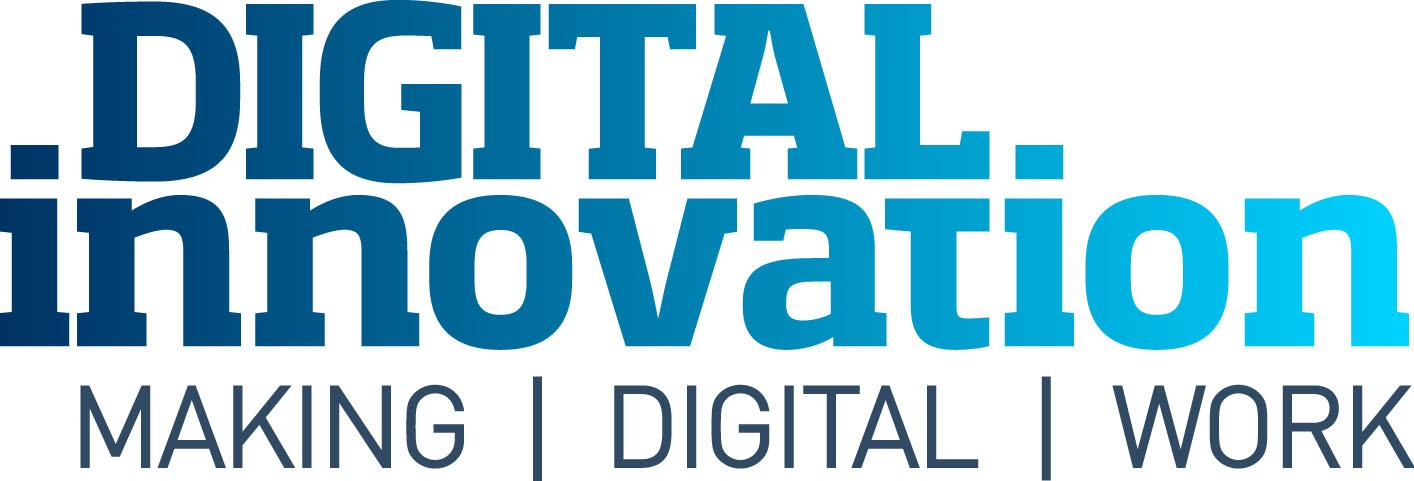 DIGITAL
innovation
MAKING | DIGITAL | WORK